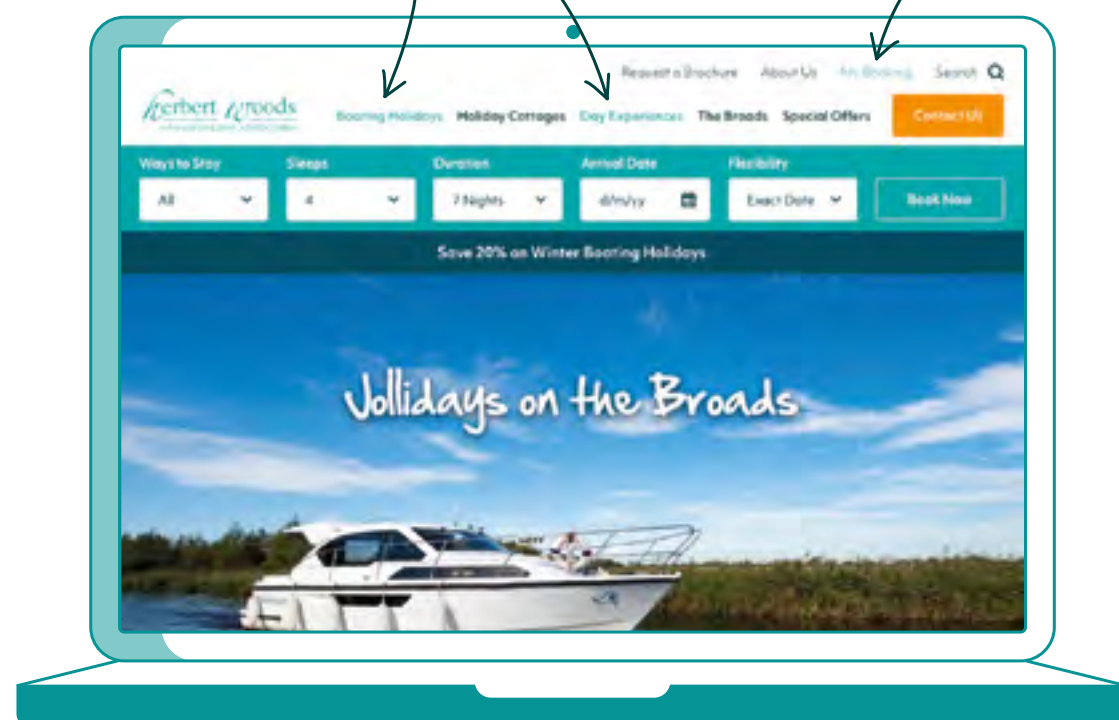 Request a Brochure About Us My Booking Search
Herbert Woods
Boating Holidays Holiday Cottages Day Experiences The Broads Special Offers Contact Us
Ways to Stay Sleeps Duration Arrival Date Flexibility
All 4 7 Nights d/m/yy Exact Date Book Now
Save 20% on Winter Boating Holidays
Jollidays on the Broads